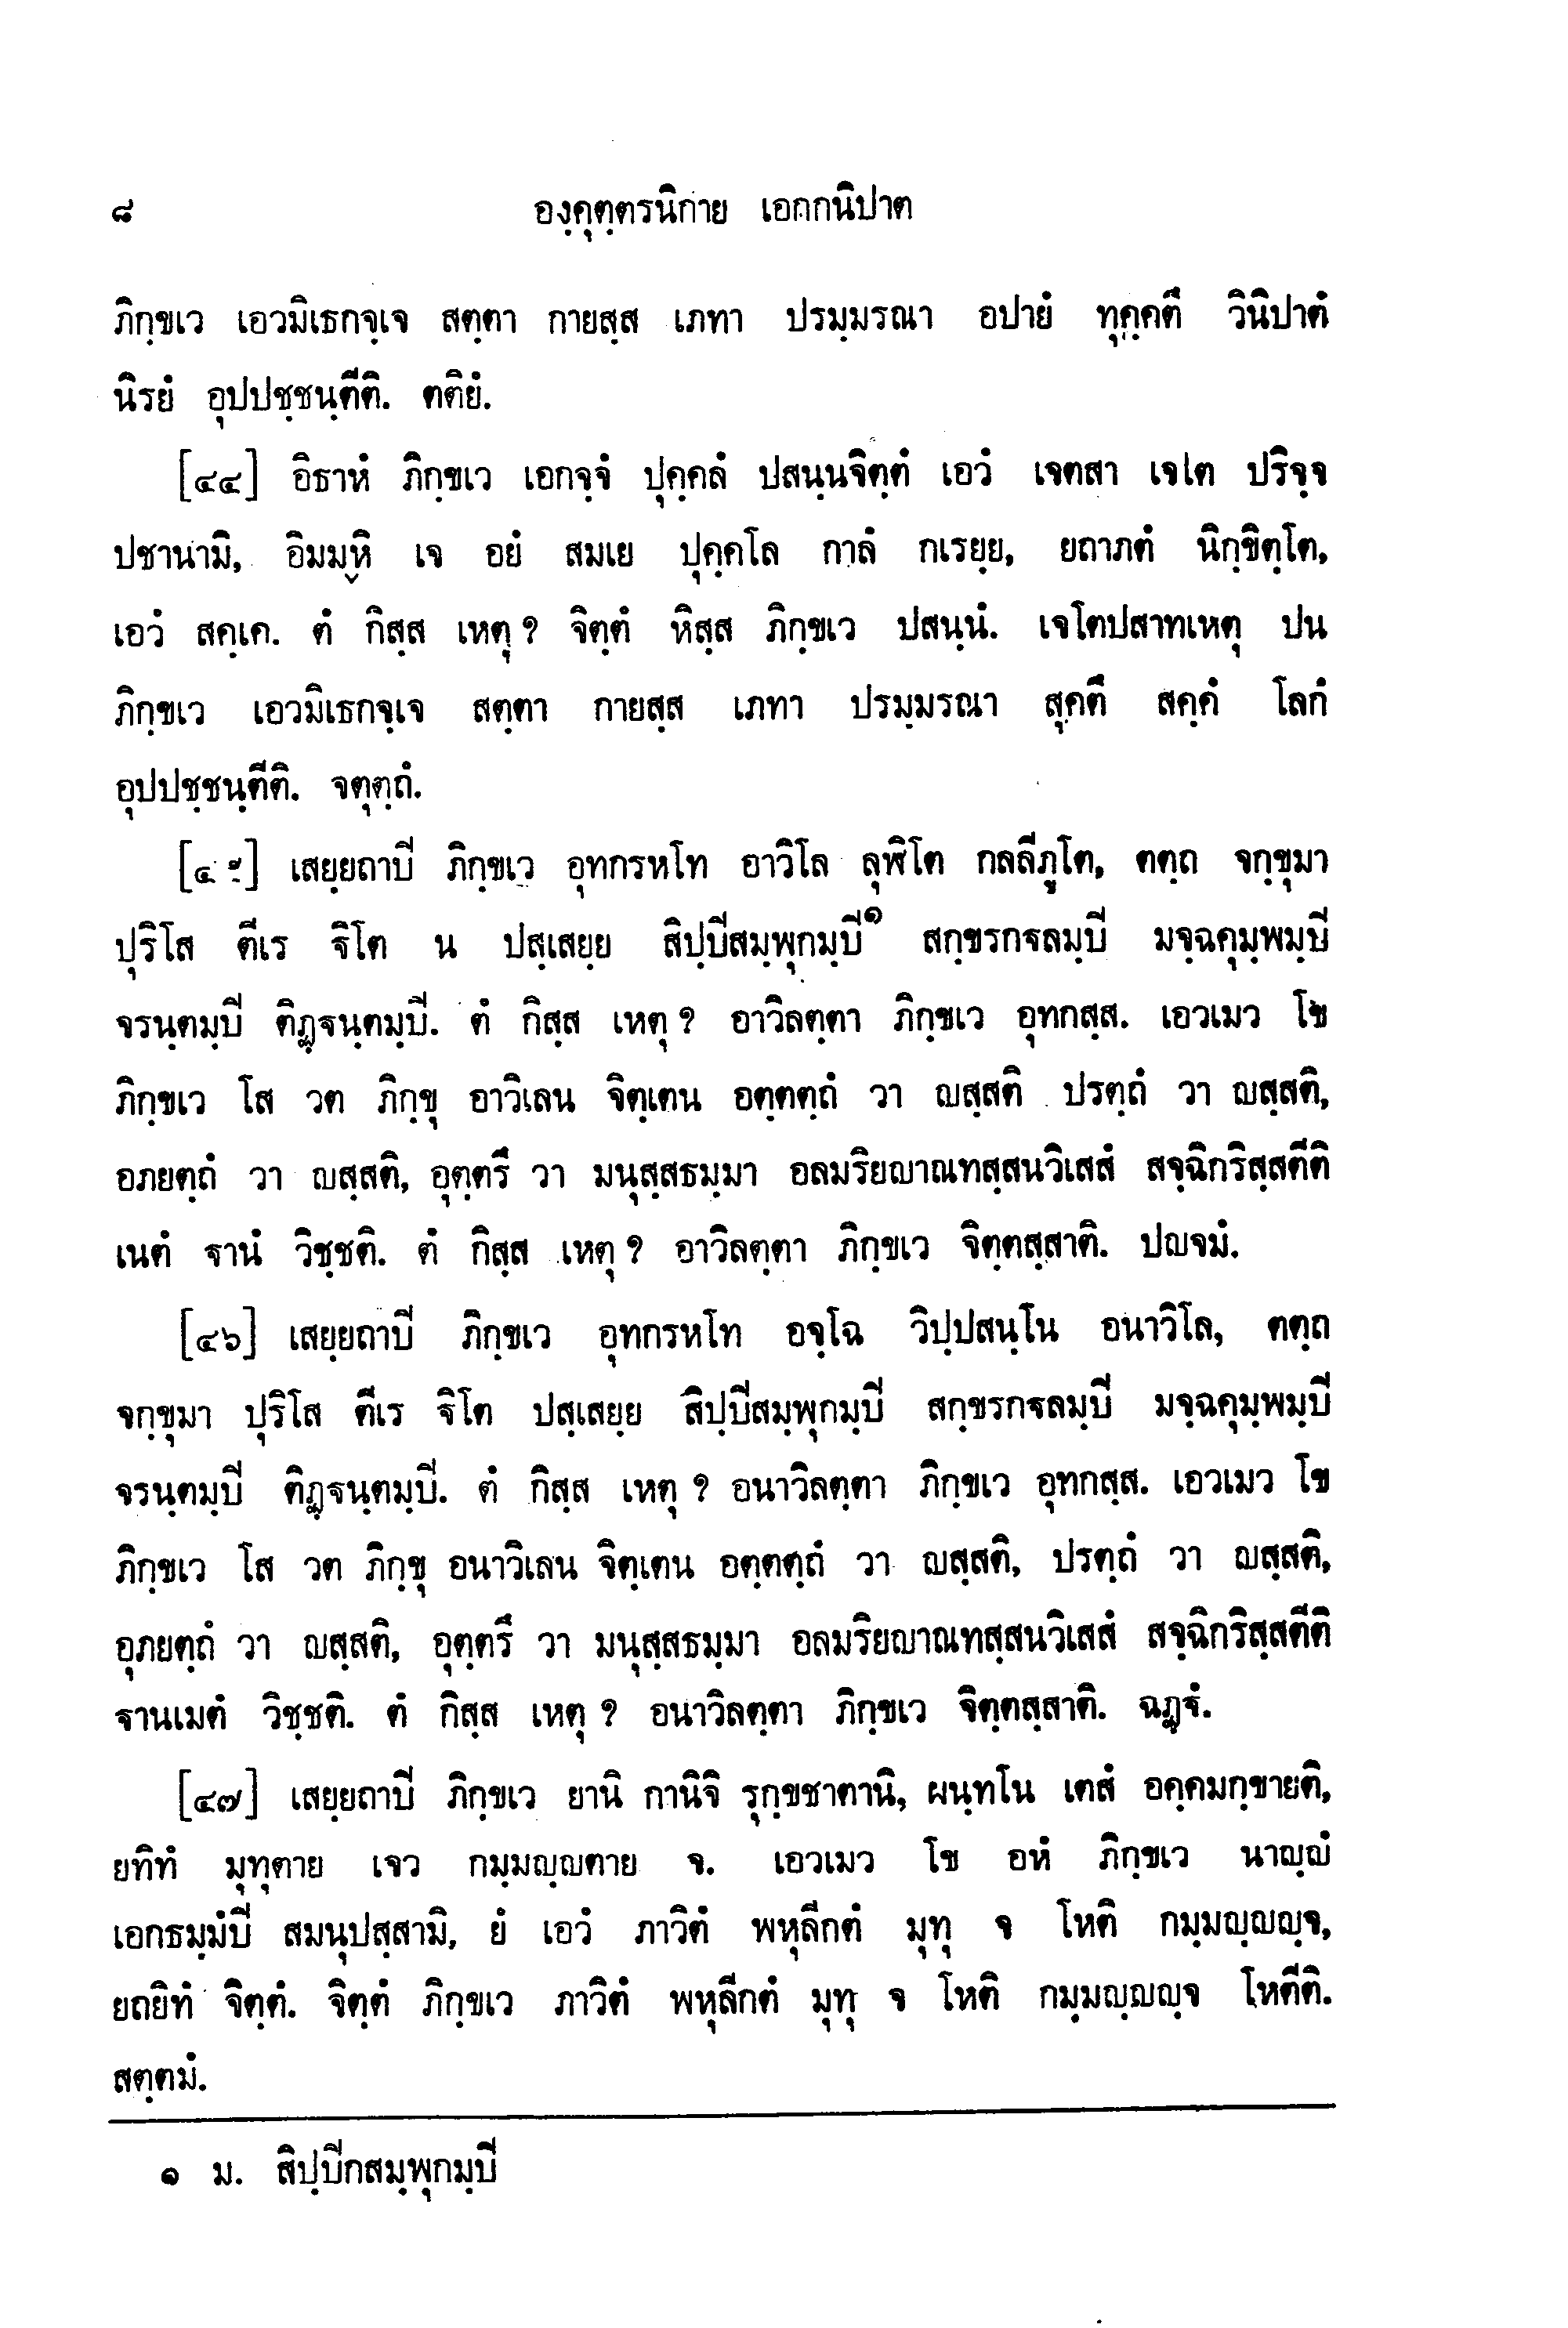 ๘ องฺคุตฺตรนิกาย เอกกนิปาต
ภิกฺขเว เอวมิเธกจฺเจ สตฺตา กายสฺส เภทา ปรมฺมรณา อปายํ ทุคฺคตึ วินิปาตํ
นิรยํ อุปปชฺชนฺตีติ. ตติยํ.
[๔๔] อิธาหํ ภิกฺขเว เอกจฺจํ ปุคฺคลํ ปสนฺนจิตฺตํ เอวํ เจตสา เจโต ปริจฺจ
ปชานามิ, อิมมฺหิ เจ อยํ สมเย ปุคฺคโล กาลํ กเรยฺย, ยถาภตํ นิกฺขิตฺโต,
เอวํ สคฺเค. ตํ กิสฺส เหตุ ? จิตฺตํ หิสฺส ภิกฺขเว ปสนฺนํ. เจโตปสาทเหตุ ปน
ภิกฺขเว เอวมิเธกจฺเจ สตฺตา กายสฺส เภทา ปรมฺมรณา สุคตึ สคฺคํ โลกํ
อุปปชฺชนฺตีติ. จตุตฺถํ.
[๔๕] เสยฺยถาปิ ภิกฺขเว อุทกรหโท อาวิโล ลุฬิโต กลลีภูโต, ตตฺถ จกฺขุมา
ปุริโส ตีเร ฐิโต น ปสฺเสยฺย สิปฺปีสมฺพุกมฺปิ๑ สกฺขรกฐลมฺปิ มจฺฉคุมฺพมฺปิ
จรนฺตมฺปิ ติฏฺฐนฺตมฺปิ. ตํ กิสฺส เหตุ ? อาวิลตฺตา ภิกฺขเว อุทกสฺส. เอวเมว โข
ภิกฺขเว โส วต ภิกฺขุ อาวิเลน จิตฺเตน อตฺตตฺถํ วา ญสฺสติ ปรตฺถํ วา ญสฺสติ,
อภยตฺถํ วา ญสฺสติ, อุตฺตรึ วา มนุสฺสธมฺมา อลมริยญาณทสฺสนวิเสสํ สจฺฉิกริสฺสตีติ
เนตํ ฐานํ วิชฺชติ. ตํ กิสฺส เหตุ ? อาวิลตฺตา ภิกฺขเว จิตฺตสฺสาติ. ปญจมํ.
[๔๖] เสยฺยถาปิ ภิกฺขเว อุทกรหโท อจฺโฉ วิปฺปสนฺโน อนาวิโล, ตตฺถ
จกฺขุมา ปุริโส ตีเร ฐิโต ปสฺเสยฺย สิปฺปีสมฺพุกมฺปิ สกฺขรกฐลมฺปิ มจฺฉคุมฺพมฺปิ
จรนฺตมฺปิ ติฏฺฐนฺตมฺปิ. ตํ กิสฺส เหตุ ? อนาวิลตฺตา ภิกฺขเว อุทกสฺส. เอวเมว โข
ภิกฺขเว โส วต ภิกฺขุ อนาวิเลน จิตฺเตน อตฺตตฺถํ วา ญสฺสติ, ปรตฺถํ วา ญสฺสติ,
อุภยตฺถํ วา ญสฺสติ, อุตฺตรึ วา มนุสฺสธมฺมา อลมริยญาณทสฺสนวิเสสํ สจฺฉิกริสฺสตีติ
ฐานเมตํ วิชฺชติ. ตํ กิสฺส เหตุ ? อนาวิลตฺตา ภิกฺขเว จิตฺตสฺสาติ. ฉฏฺฐํ.
[๔๗] เสยฺยถาปิ ภิกฺขเว ยานิ กานิจิ รุกฺขชาตานิ, ผนฺทโน เตสํ อคฺคมกฺขายติ,
ยทิทํ มุทุตาย เจว กมฺมญฺญตาย จ. เอวเมว โข อหํ ภิกฺขเว นาญฺญํ
เอกธมฺมํปิ สมนุปสฺสามิ, ยํ เอวํ ภาวิตํ พหุลีกตํ มุทุ จ โหติ กมฺมญฺญญฺจ,
ยถยิทํ จิตฺตํ. จิตฺตํ ภิกฺขเว ภาวิตํ พหุลีกตํ มุทุ จ โหติ กมฺมญฺญญฺจ โหตีติ.
สตฺตมํ.
๑ ม. สิปฺปิกสมฺพุกมฺปิ